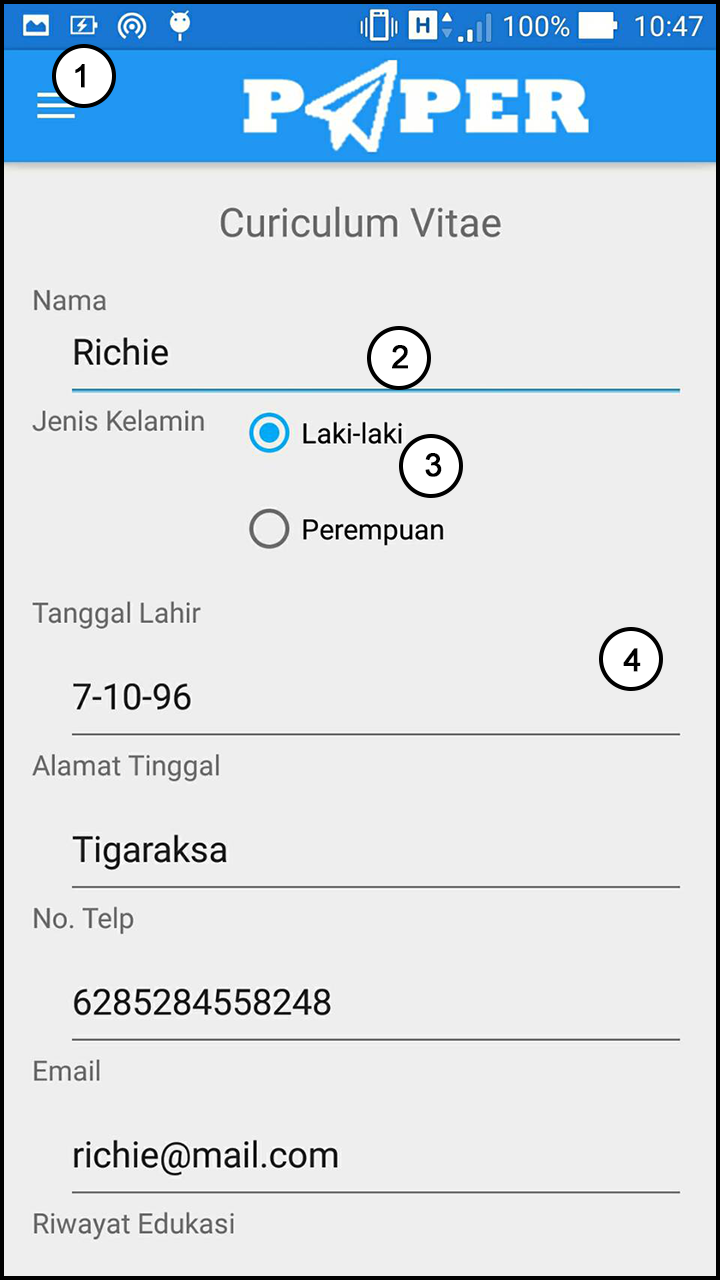 H 100% 10:47
1
PAPER
Curiculum Vitae
Nama
Richie
2
Jenis Kelamin
Laki-laki
3
Perempuan
Tanggal Lahir
4
7-10-96
Alamat Tinggal
Tigaraksa
No. Telp
6285284558248
Email
richie@mail.com
Riwayat Edukasi